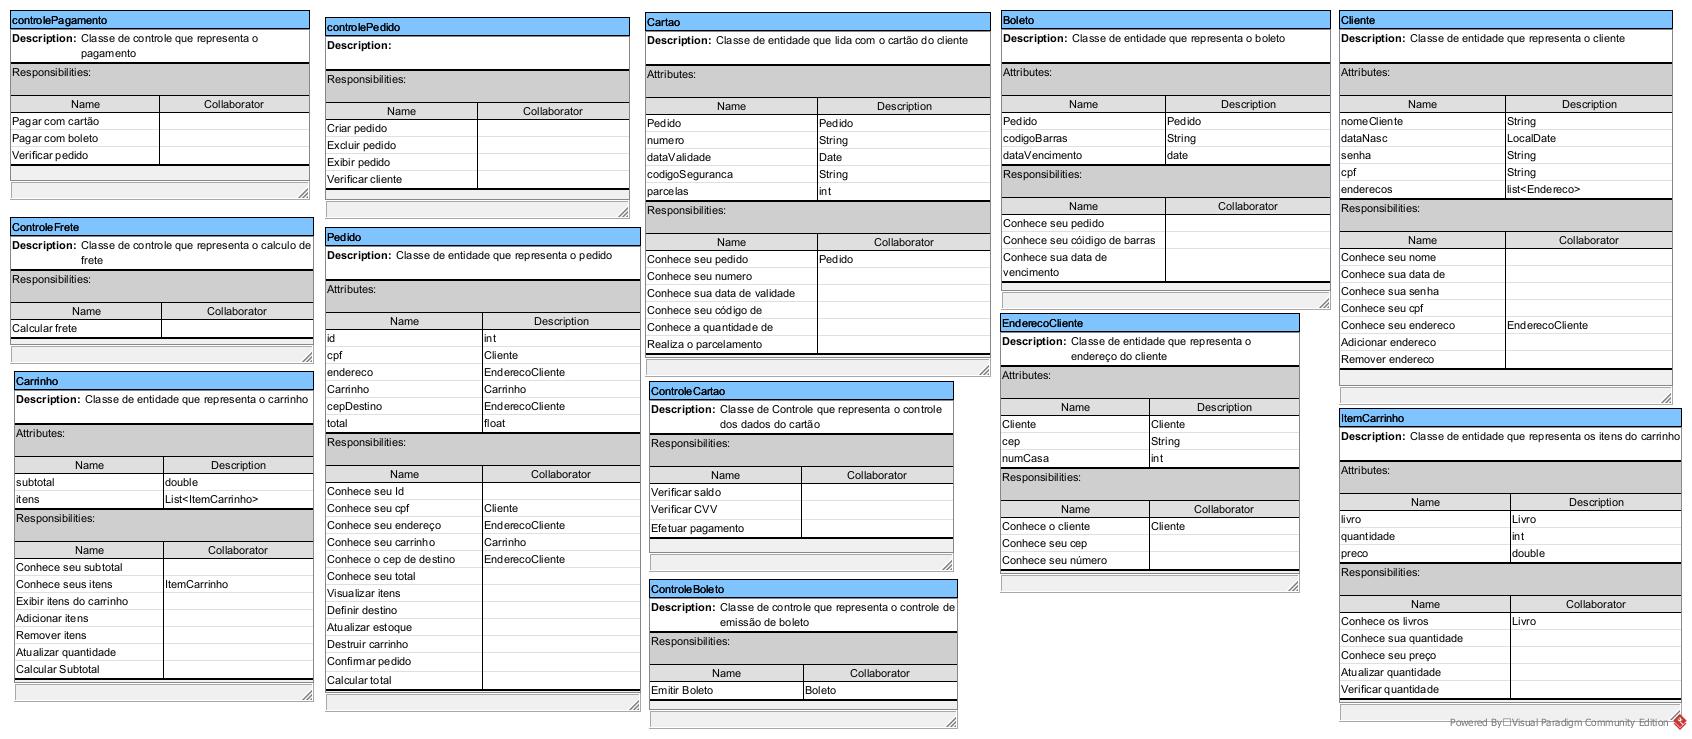 controlePagamento
Description: Classe de controle que representa o
pagamento
Responsibilities:
Name Collaborator
Pagar com cartão
Pagar com boleto
Verificar pedido
controlePedido
Description:
Responsibilities:
Name Collaborator
Criar pedido
Excluir pedido
Exibir pedido
Verificar cliente
Cartao
Description: Classe de entidade que lida com o cartão do cliente
Attributes:
Name Description
Pedido Pedido
numero String
dataValidade Date
codigoSeguranca String
parcelas int
Responsibilities:
Name Collaborator
Conhece seu pedido Pedido
Conhece seu numero
Conhece sua data de validade
Conhece seu código de
Conhece a quantidade de
Realiza o parcelamento
Boleto
Description: Classe de entidade que representa o boleto
Attributes:
Name Description
Pedido Pedido
codigoBarras String
dataVencimento date
Responsibilities:
Name Collaborator
Conhece seu pedido
Conhece seu cóidigo de barras
Conhece sua data de
vencimento
Cliente
Description: Classe de entidade que representa o cliente
Attributes:
Name Description
nomeCliente String
dataNasc LocalDate
senha String
cpf String
enderecos list<Endereco>
Responsibilities:
Name Collaborator
Conhece seu nome
Conhece sua data de
Conhece sua senha
Conhece seu cpf
Conhece seu endereco EnderecoCliente
Adicionar endereco
Remover endereco
ControleFrete
Description: Classe de controle que representa o calculo de
frete
Responsibilities:
Name Collaborator
Calcular frete
Pedido
Description: Classe de entidade que representa o pedido
Attributes:
Name Description
id int
cpf Cliente
endereco EnderecoCliente
Carrinho Carrinho
cepDestino EnderecoCliente
total float
Responsibilities:
Name Collaborator
Conhece seu Id
Conhece seu cpf Cliente
Conhece seu endereço EnderecoCliente
Conhece seu carrinho Carrinho
Conhece o cep de destino EnderecoCliente
Conhece seu total
Visualizar itens
Definir destino
Atualizar estoque
Destruir carrinho
Confirmar pedido
Calcular total
Carrinho
Description: Classe de entidade que representa o carrinho
Attributes:
Name Description
subtotal double
itens List<ItemCarrinho>
Responsibilities:
Name Collaborator
Conhece seu subtotal
Conhece seus itens ItemCarrinho
Exibir itens do carrinho
Adicionar itens
Remover itens
Atualizar quantidade
Calcular Subtotal
ControleCartao
Description: Classe de Controle que representa o controle
dos dados do cartão
Responsibilities:
Name Collaborator
Verificar saldo
Verificar CVV
Efetuar pagamento
ControleBoleto
Description: Classe de controle que representa o controle de
emissão de boleto
Responsibilities:
Name Collaborator
Emitir Boleto Boleto
EnderecoCliente
Description: Classe de entidade que representa o
endereço do cliente
Attributes:
Name Description
Cliente Cliente
cep String
numCasa int
Responsibilities:
Name Collaborator
Conhece o cliente Cliente
Conhece seu cep
Conhece seu número
ItemCarrinho
Description: Classe de entidade que representa os itens do carrinho
Attributes:
Name Description
livro Livro
quantidade int
preco double
Responsibilities:
Name Collaborator
Conhece os livros Livro
Conhece sua quantidade
Conhece seu preço
Atualizar quantidade
Verificar quantidade
Powered By□Visual Paradigm Community Edition